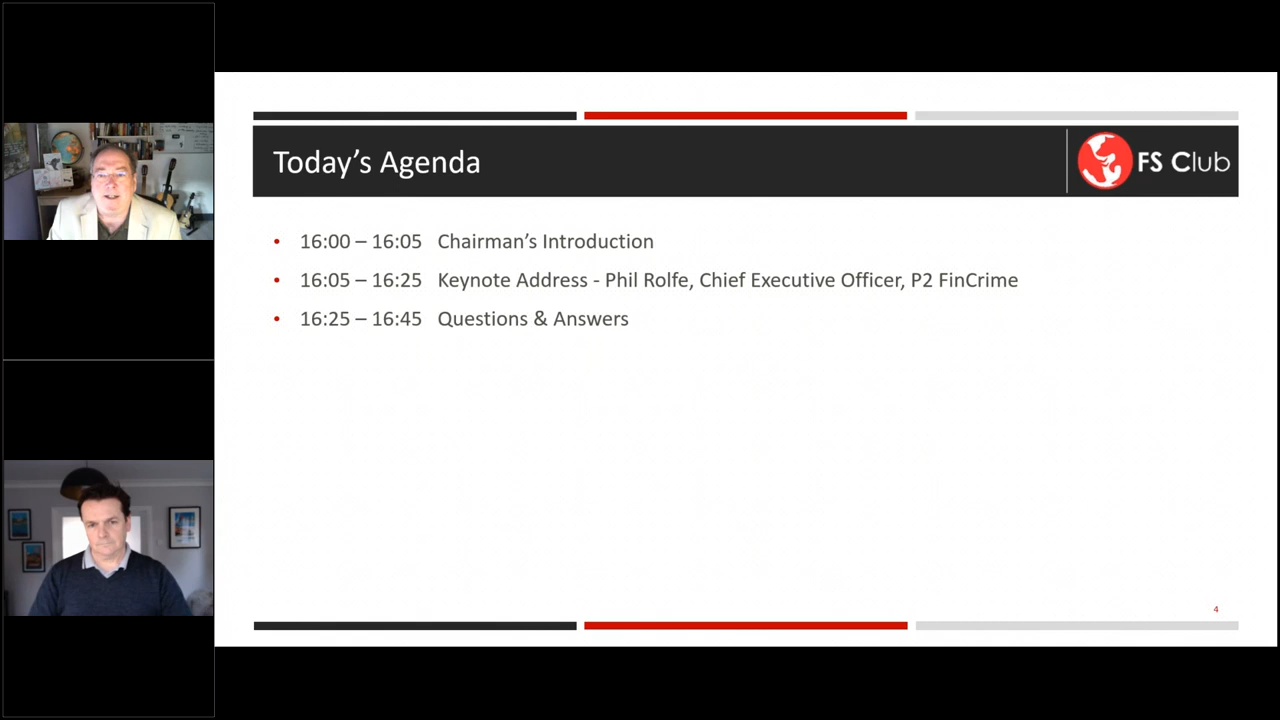 Today’s Agenda
FS Club
• 16:00 – 16:05 Chairman’s Introduction
• 16:05 – 16:25 Keynote Address - Phil Rolfe, Chief Executive Officer, P2 FinCrime
• 16:25 – 16:45 Questions & Answers
4